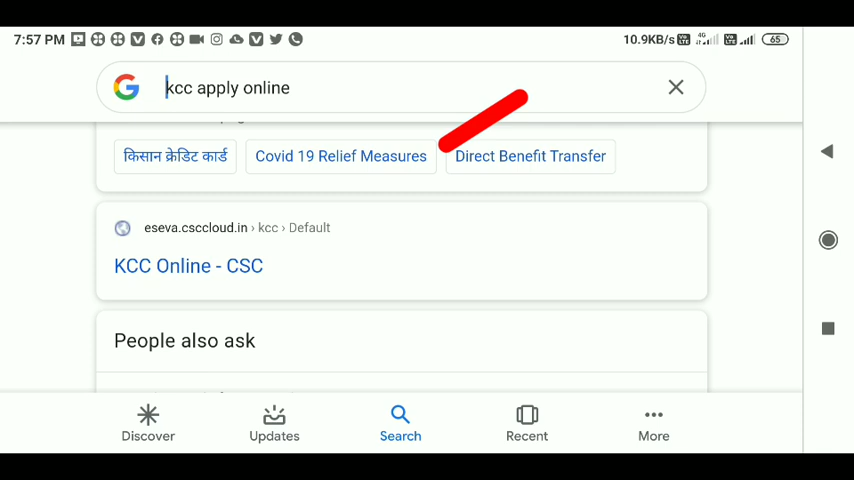 7:57 PM
10.9KB/s
4G
65
kcc apply online
किसान क्रेडिट कार्ड
Covid 19 Relief Measures
Direct Benefit Transfer
eseva.csccloud.in › kcc › Default
KCC Online - CSC
People also ask
Discover
Updates
Search
Recent
More